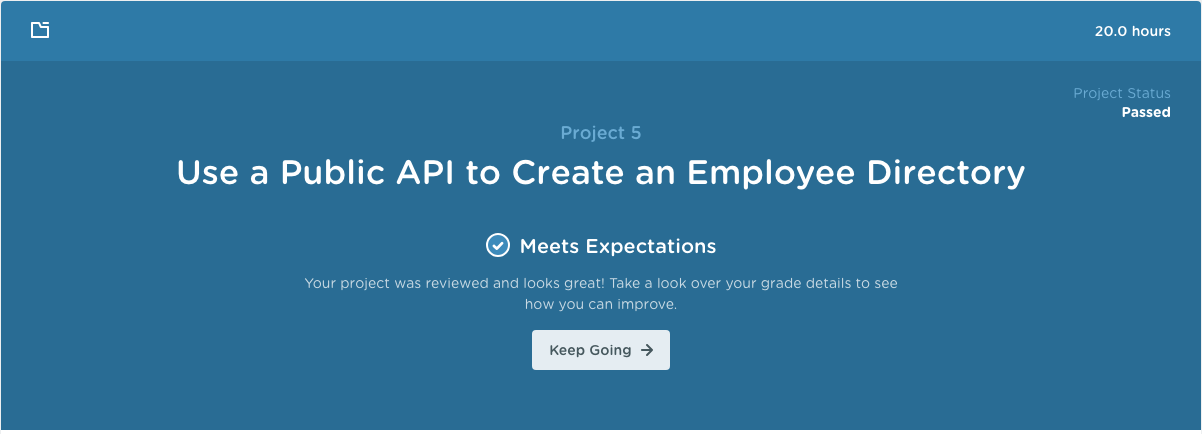 20.0 hours
Project Status
Passed
Project 5
Use a Public API to Create an Employee Directory
Meets Expectations
Your project was reviewed and looks great! Take a look over your grade details to see
how you can improve.
Keep Going